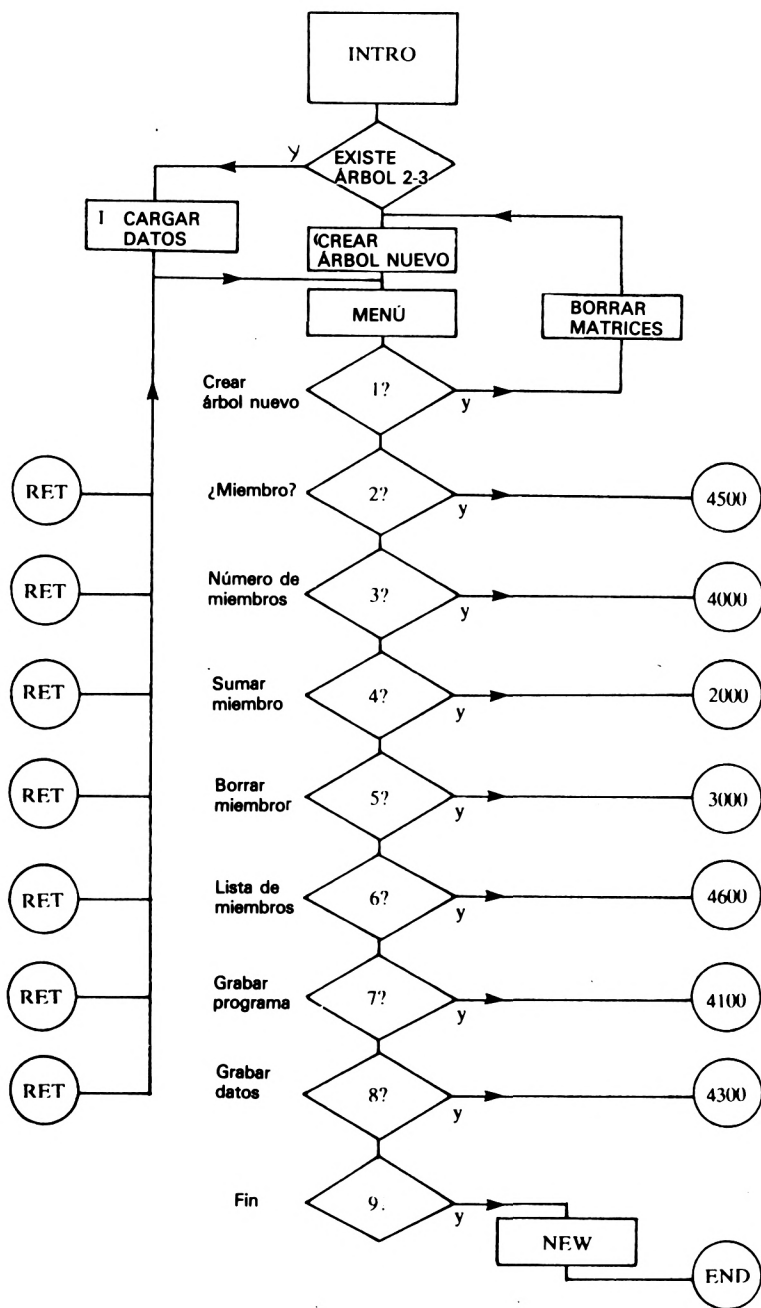 INTRO
y
EXISTE
ÁRBOL 2-3
I CARGAR
DATOS
CREAR
ÁRBOL NUEVO
MENÚ
BORRAR
MATRICES
Crear
árbol nuevo
1?
y
RET
¿Miembro?
2?
y
4500
RET
Número de
miembros
3?
y
4000
RET
Sumar
miembro
4?
y
2000
RET
Borrar
miembror
5?
y
3000
RET
Lista de
miembros
6?
y
4600
RET
Grabar
programa
7?
y
4100
RET
Grabar
datos
8?
y
4300
Fin
9.
y
NEW
END